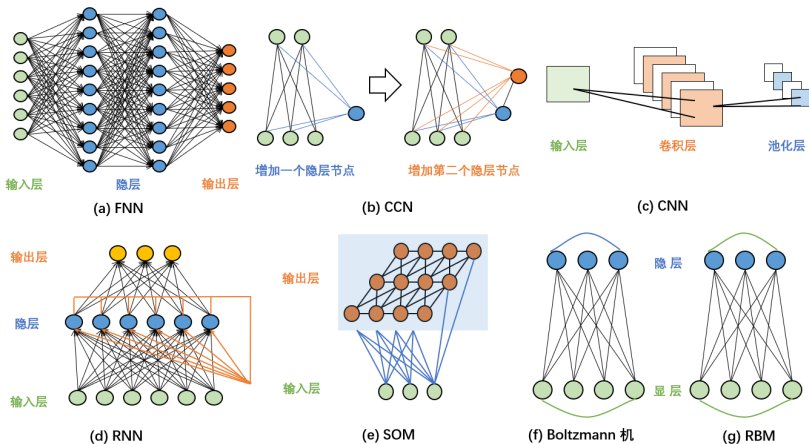 输入层
隐层
输出层
(a) FNN
增加一个隐层节点
增加第二个隐层节点
(b) CCN
输入层
卷积层
池化层
(c) CNN
输出层
隐层
输入层
(d) RNN
输出层
输入层
(e) SOM
隐 层
显 层
(f) Boltzmann 机
(g) RBM